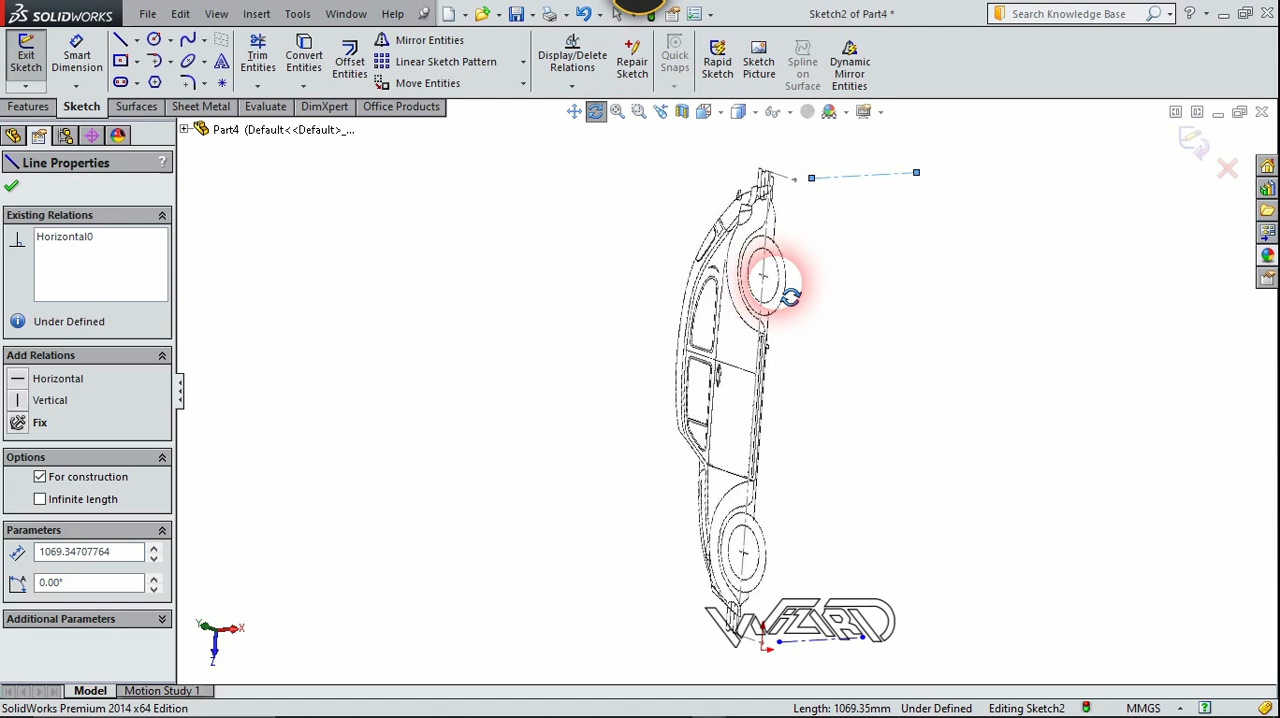 SOLIDWORKS File Edit View Insert Tools Window Help Sketch2 of Part4 * Search Knowledge Base
Exit Sketch
Smart Dimension
Trim Entities
Convert Entities
Offset Entities
Mirror Entities
Linear Sketch Pattern
Move Entities
Display/Delete Relations
Repair Sketch
Quick Snaps
Rapid Sketch
Sketch Picture
Spline on Surface
Dynamic Mirror Entities
Features Sketch Surfaces Sheet Metal Evaluate DimXpert Office Products
Part4 (Default<<Default>_...
Line Properties ?
Existing Relations
Horizontal0
Under Defined
Add Relations
Horizontal
Vertical
Fix
Options
For construction
Infinite length
Parameters
1069.34707764
0.00°
Additional Parameters
WIZARD
Y X
Z
Model Motion Study 1
SolidWorks Premium 2014 x64 Edition Length: 1069.35mm Under Defined Editing Sketch2 MMGS ?